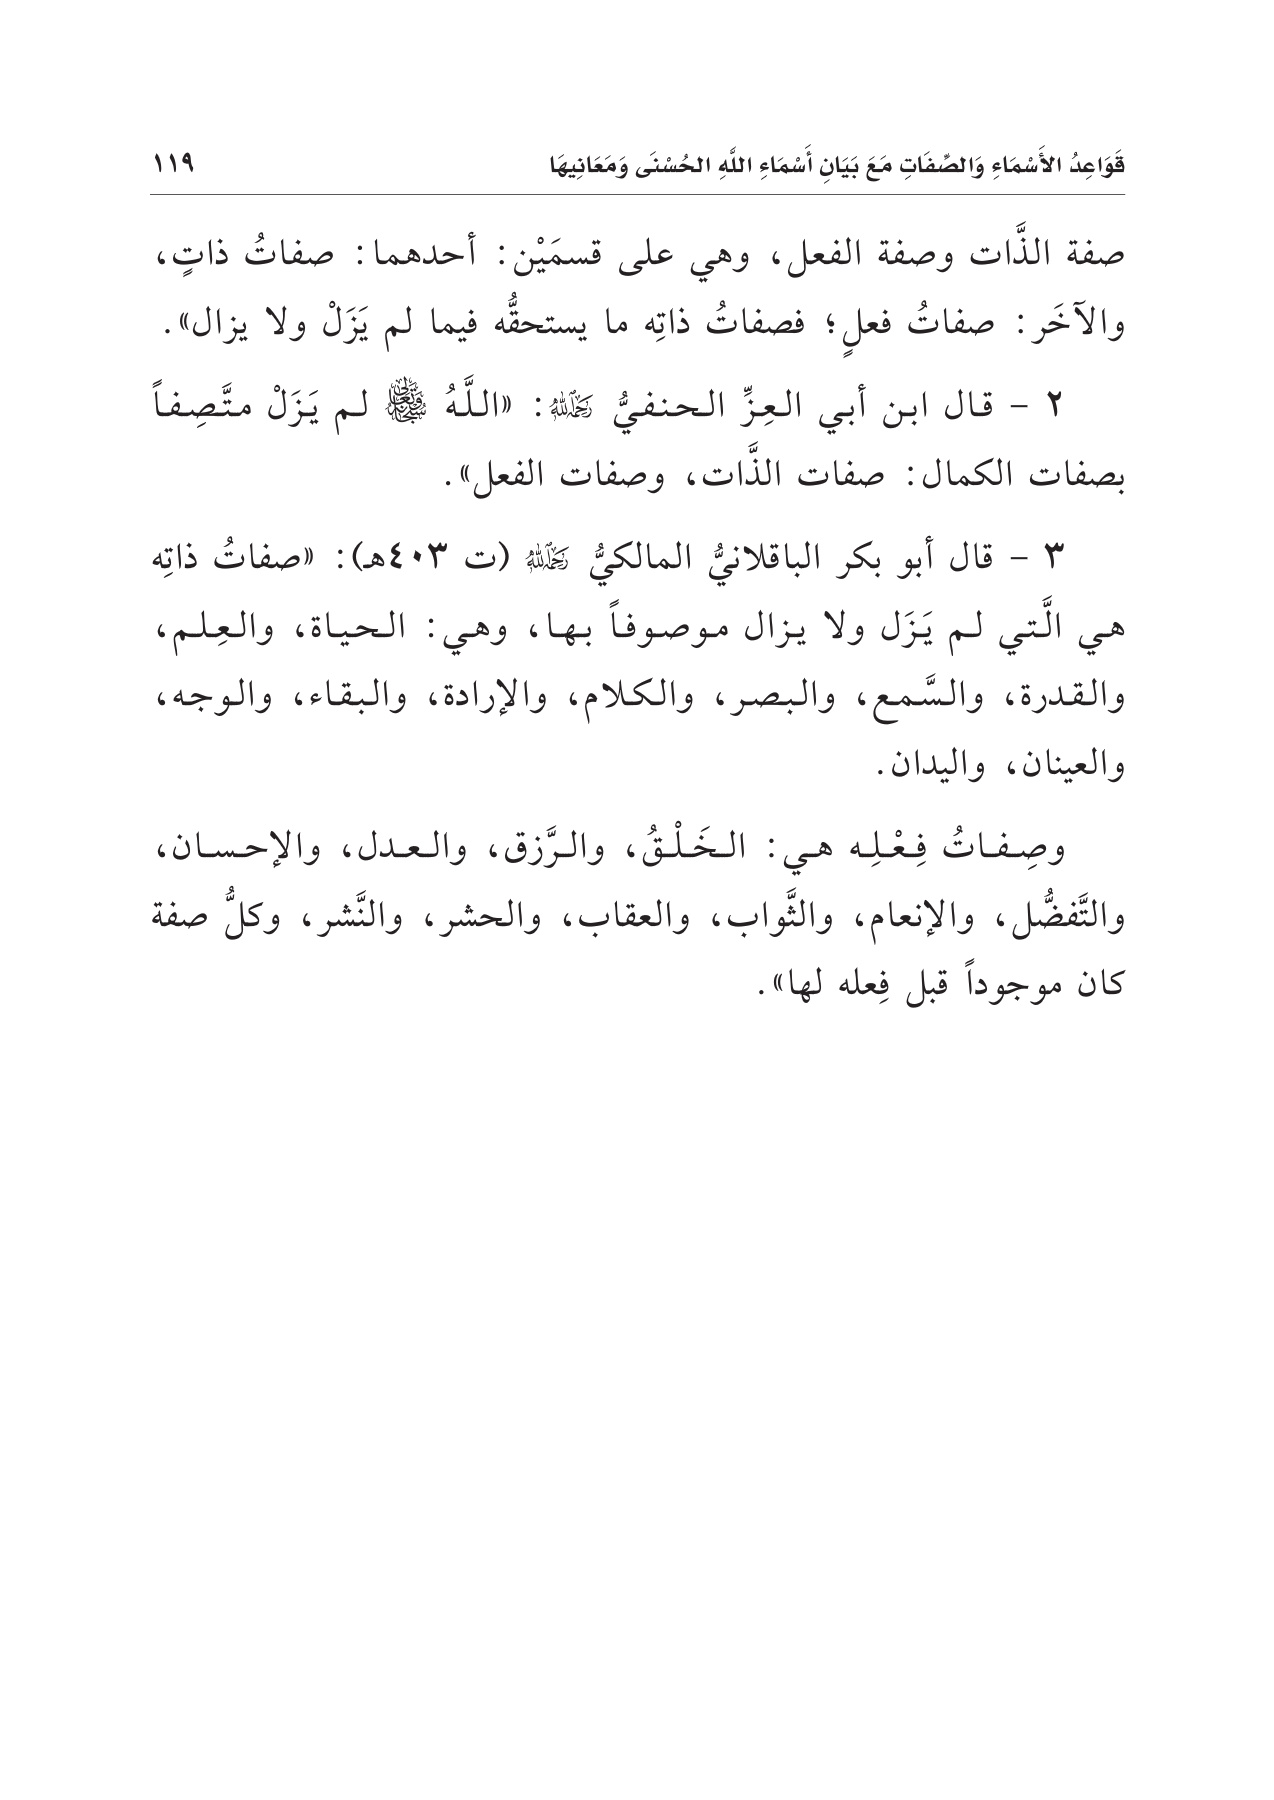 قَوَاعِدُ الأَسْمَاءِ وَالصِّفَاتِ مَعَ بَيَانِ أَسْمَاءِ اللَّهِ الحُسْنَى وَمَعَانِيهَا ١١٩
صفة الذَّات وصفة الفعل، وهي على قسمَيْن: أحدهما: صفاتُ ذاتٍ،
والآخَر: صفاتُ فعلٍ؛ فصفاتُ ذاتِه ما يستحقُّه فيما لم يَزَلْ ولا يزال».
٢ - قال ابن أبي العِزِّ الحنفيُّ رَحِمَهُ اللهُ: «اللَّهُ سُبْحَانَهُ وَتَعَالَى لم يَزَلْ متَّصِفاً
بصفات الكمال: صفات الذَّات، وصفات الفعل».
٣ - قال أبو بكر الباقلانيُّ المالكيُّ رَحِمَهُ اللهُ (ت ٤٠٣هـ): «صفاتُ ذاتِه
هي الَّتي لم يَزَل ولا يزال موصوفاً بها، وهي: الحياة، والعِلم،
والقدرة، والسَّمع، والبصر، والكلام، والإرادة، والبقاء، والوجه،
والعينان، واليدان.
وصِفاتُ فِعْلِه هي: الخَلْقُ، والرَّزق، والعدل، والإحسان،
والتَّفضُّل، والإنعام، والثَّواب، والعقاب، والحشر، والنَّشر، وكلُّ صفة
كان موجوداً قبل فِعله لها».